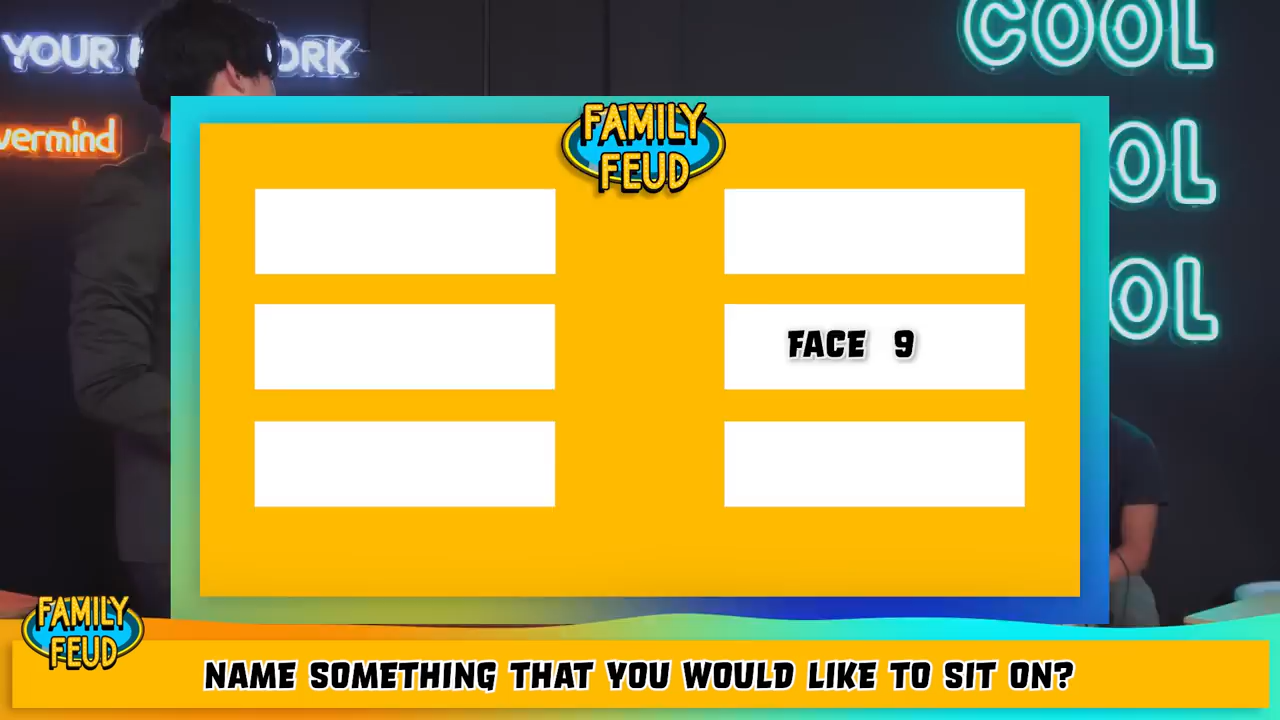 YOUR
ORK
COOL
vermind
OL
OL
FAMILY
FEUD
FACE 9
FAMILY
FEUD
NAME SOMETHING THAT YOU WOULD LIKE TO SIT ON?